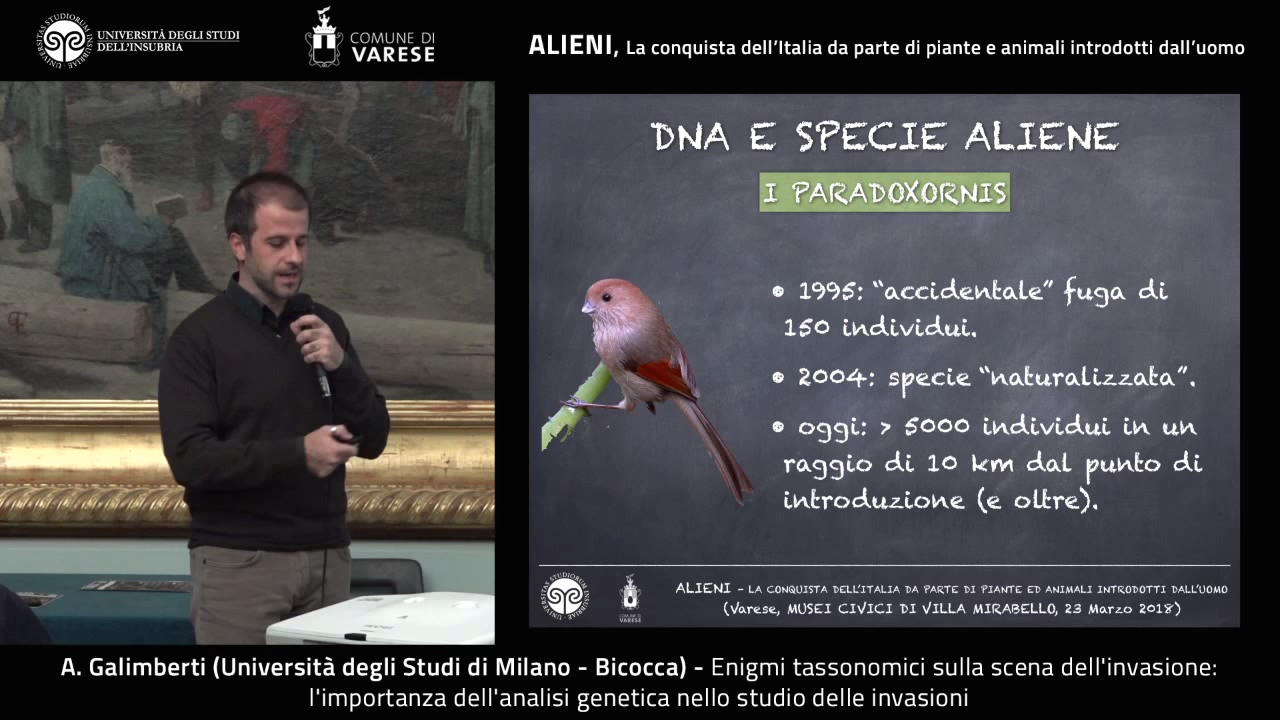 UNIVERSITÀ DEGLI STUDI
DELL'INSUBRIA
COMUNE DI
VARESE
ALIENI, La conquista dell'Italia da parte di piante e animali introdotti dall'uomo
DNA E SPECIE ALIENE
I PARADOXORNIS
• 1995: "accidentale" fuga di
150 individui.
• 2004: specie "naturalizzata".
• oggi: > 5000 individui in un
raggio di 10 km dal punto di
introduzione (e oltre).
COMUNE DI
VARESE
ALIENI - LA CONQUISTA DELL'ITALIA DA PARTE DI PIANTE ED ANIMALI INTRODOTTI DALL'UOMO
(Varese, MUSEI CIVICI DI VILLA MIRABELLO, 23 Marzo 2018)
A. Galimberti (Università degli Studi di Milano - Bicocca) - Enigmi tassonomici sulla scena dell'invasione:
l'importanza dell'analisi genetica nello studio delle invasioni